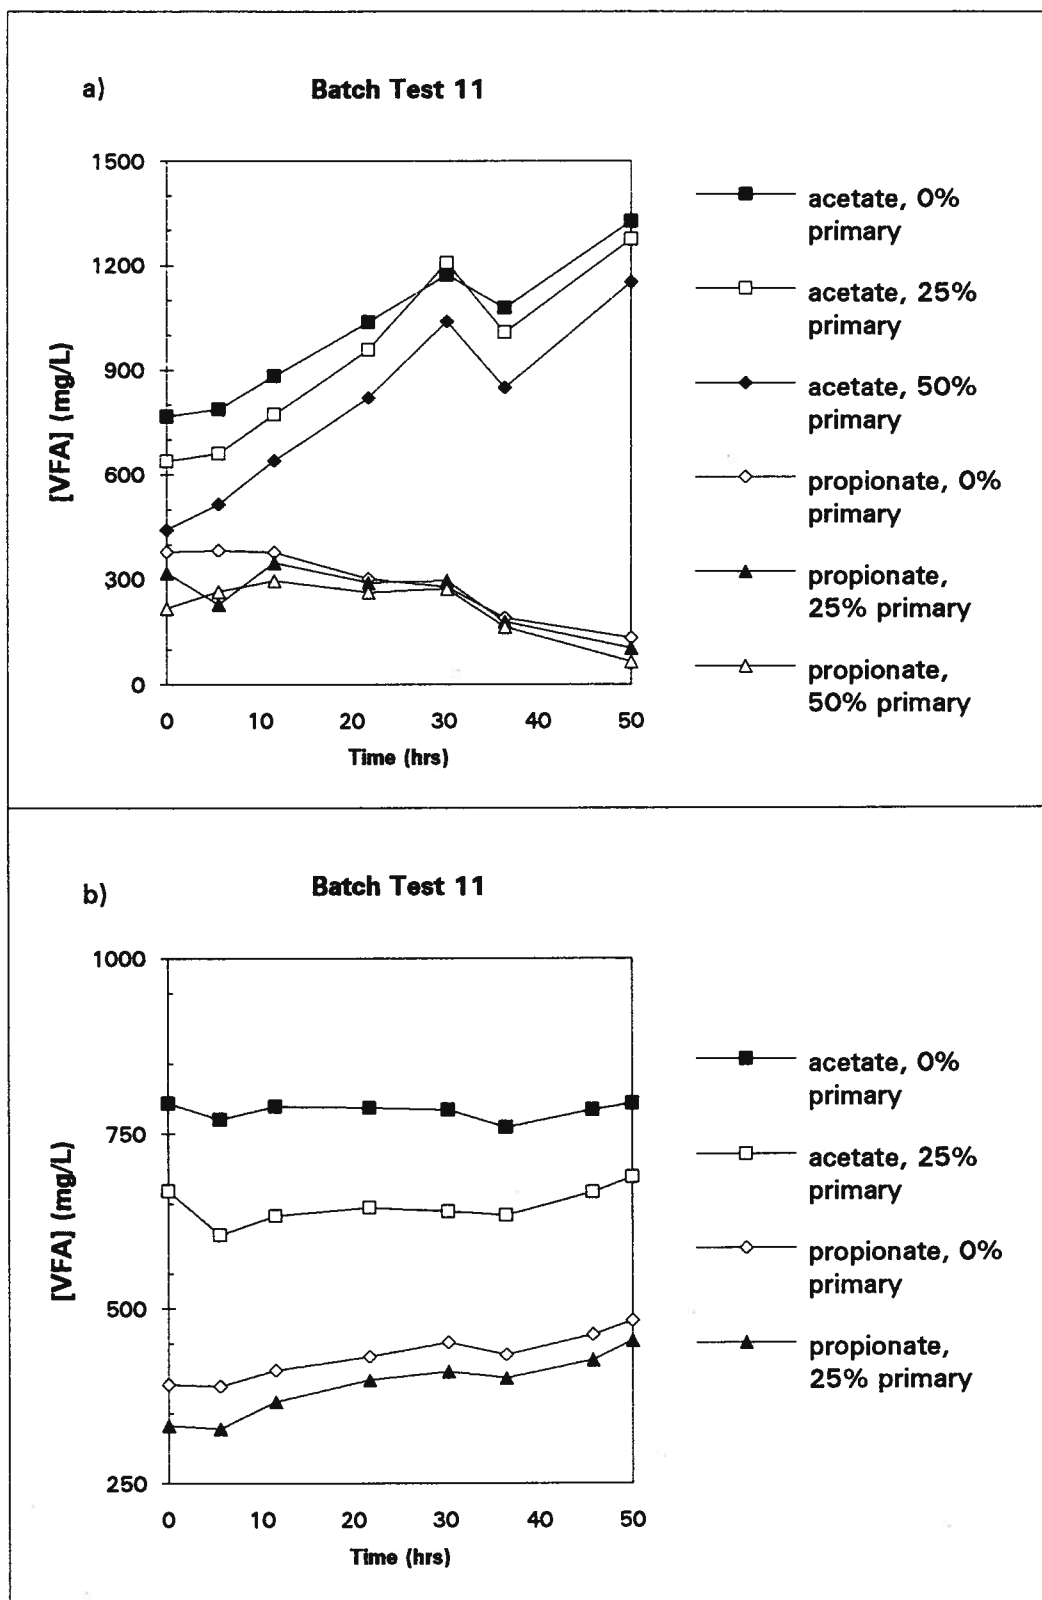 a)
Batch Test 11
1500
1200
900
600
300
0
[VFA] (mg/L)
0 10 20 30 40 50
Time (hrs)
acetate, 0%
primary
acetate, 25%
primary
acetate, 50%
primary
propionate, 0%
primary
propionate,
25% primary
propionate,
50% primary
b)
Batch Test 11
1000
750
500
250
[VFA] (mg/L)
0 10 20 30 40 50
Time (hrs)
acetate, 0%
primary
acetate, 25%
primary
propionate, 0%
primary
propionate,
25% primary